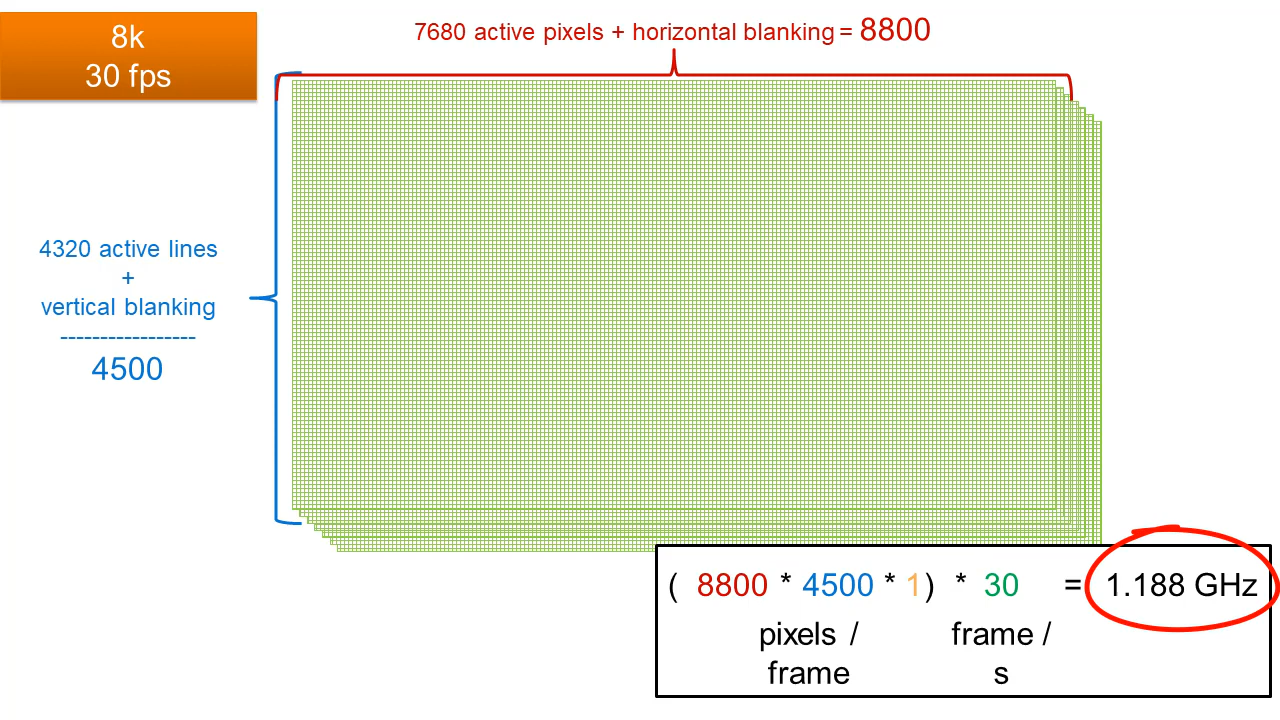 8k
30 fps
7680 active pixels + horizontal blanking = 8800
4320 active lines
+
vertical blanking
-----------------
4500
( 8800 * 4500 * 1) * 30 = 1.188 GHz
pixels / frame /
frame s